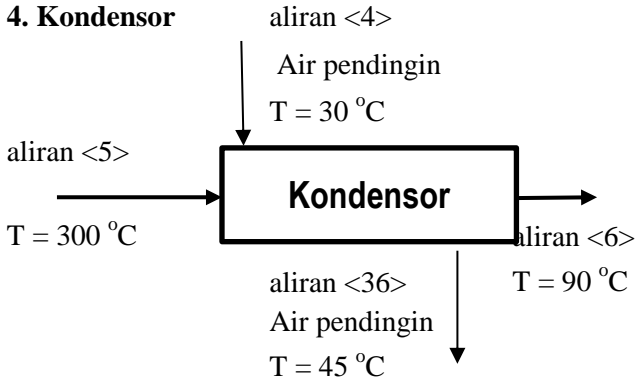 4. Kondensor
aliran <4>
Air pendingin
T = 30 °C
aliran <5>
T = 300 °C
Kondensor
aliran <6>
T = 90 °C
aliran <36>
Air pendingin
T = 45 °C